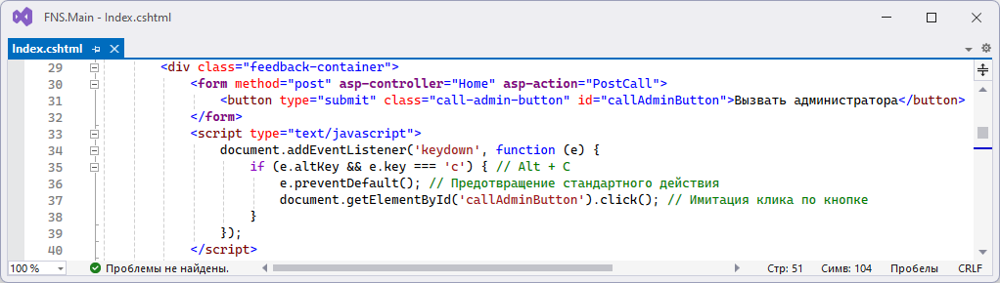 FNS.Main - Index.cshtml
Index.cshtml
29 <div class="feedback-container">
30 <form method="post" asp-controller="Home" asp-action="PostCall">
31 <button type="submit" class="call-admin-button" id="callAdminButton">Вызвать администратора</button>
32 </form>
33 <script type="text/javascript">
34 document.addEventListener('keydown', function (e) {
35 if (e.altKey && e.key === 'c') { // Alt + C
36 e.preventDefault(); // Предотвращение стандартного действия
37 document.getElementById('callAdminButton').click(); // Имитация клика по кнопке
38 }
39 });
40 </script>
100 % Проблемы не найдены. Стр: 51 Симв: 104 Пробелы CRLF